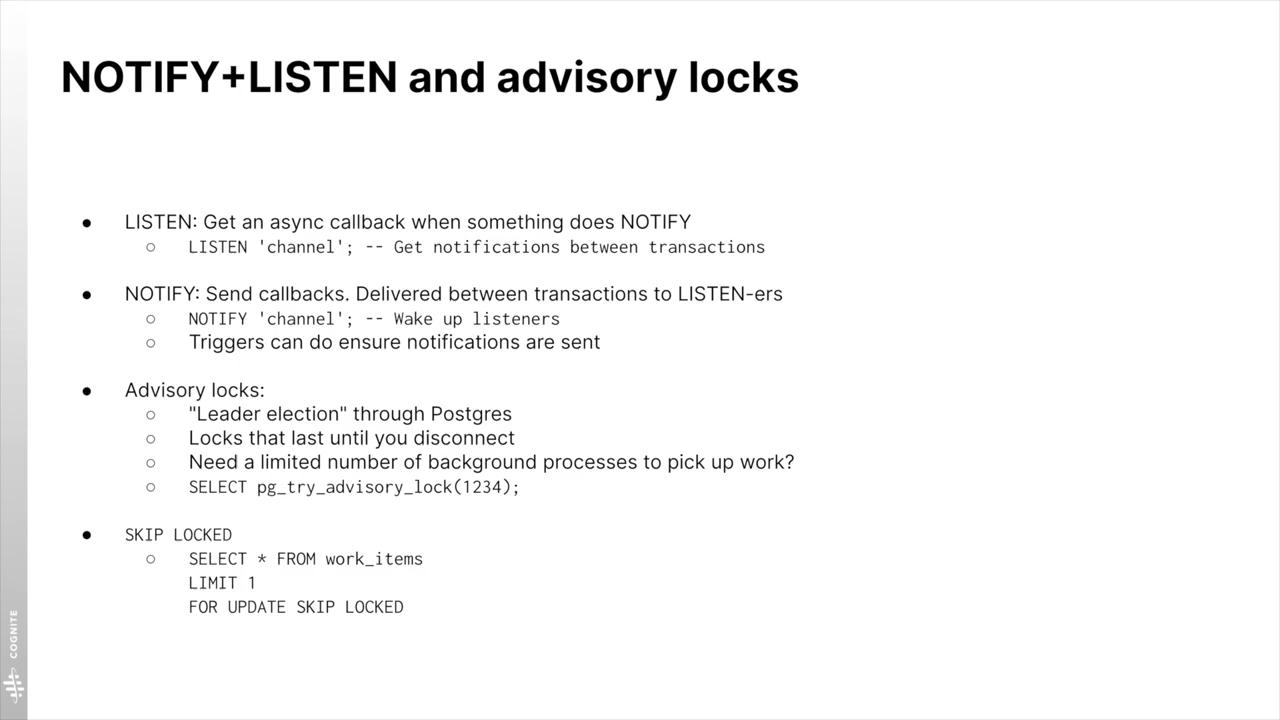 NOTIFY+LISTEN and advisory locks
● LISTEN: Get an async callback when something does NOTIFY
○ LISTEN 'channel'; -- Get notifications between transactions
● NOTIFY: Send callbacks. Delivered between transactions to LISTEN-ers
○ NOTIFY 'channel'; -- Wake up listeners
○ Triggers can do ensure notifications are sent
● Advisory locks:
○ "Leader election" through Postgres
○ Locks that last until you disconnect
○ Need a limited number of background processes to pick up work?
○ SELECT pg_try_advisory_lock(1234);
● SKIP LOCKED
○ SELECT * FROM work_items
LIMIT 1
FOR UPDATE SKIP LOCKED
COGNITE